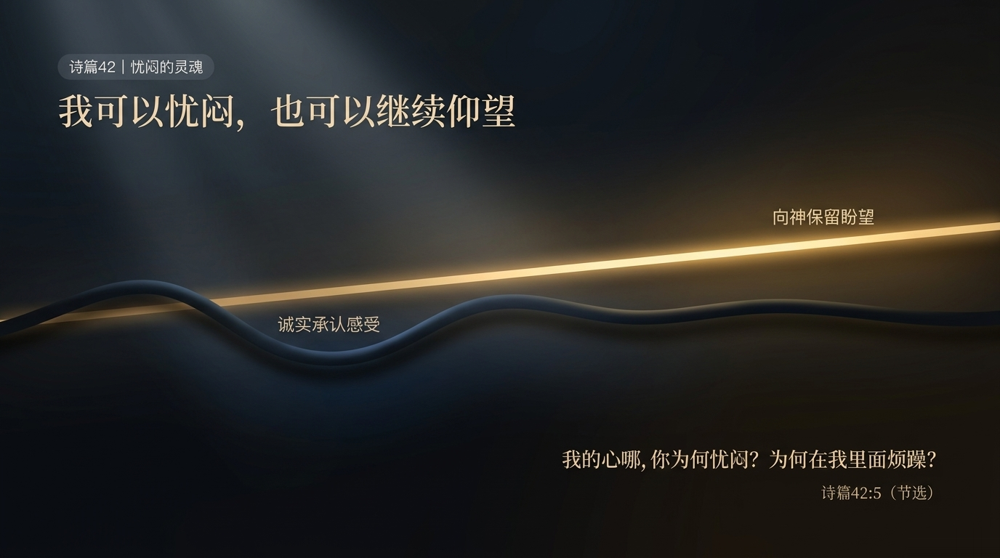 诗篇42｜忧闷的灵魂
我可以忧闷，也可以继续仰望
向神保留盼望
诚实承认感受
我的心哪，你为何忧闷？为何在我里面烦躁？
诗篇42:5（节选）